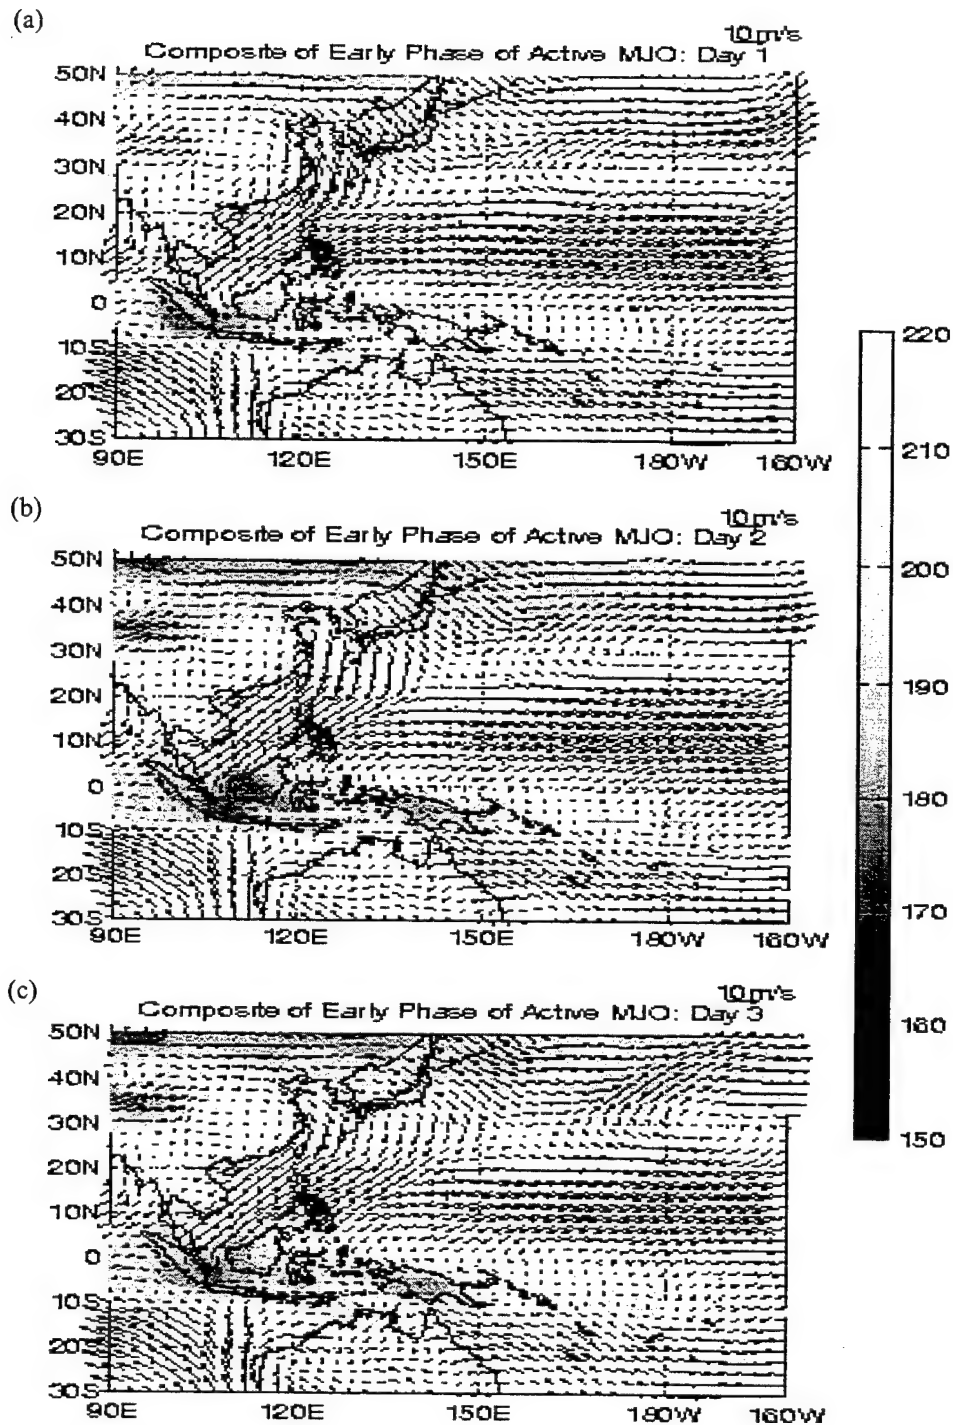 (a)
10 m/s
Composite of Early Phase of Active MJO: Day 1
50N
40N
30N
20N
10N
0
10S
20S
30S
90E 120E 150E 180W 160W
(b)
10 m/s
Composite of Early Phase of Active MJO: Day 2
50N
40N
30N
20N
10N
0
10S
20S
30S
90E 120E 150E 180W 160W
(c)
10 m/s
Composite of Early Phase of Active MJO: Day 3
50N
40N
30N
20N
10N
0
10S
20S
30S
90E 120E 150E 180W 160W
220
210
200
190
180
170
160
150